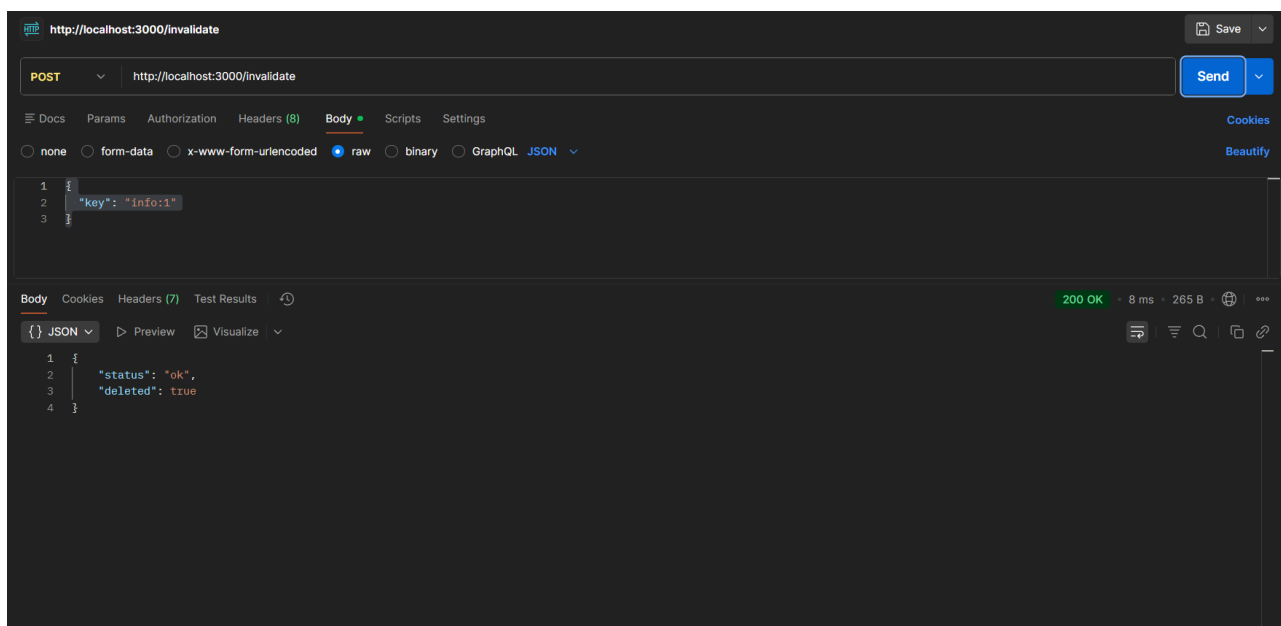 HTTP http://localhost:3000/invalidate Save
POST http://localhost:3000/invalidate Send
Docs Params Authorization Headers (8) Body Scripts Settings Cookies
none form-data x-www-form-urlencoded raw binary GraphQL JSON Beautify
1 {
2 "key": "info:1"
3 }
Body Cookies Headers (7) Test Results 200 OK • 8 ms • 265 B
{} JSON Preview Visualize
1 {
2 "status": "ok",
3 "deleted": true
4 }